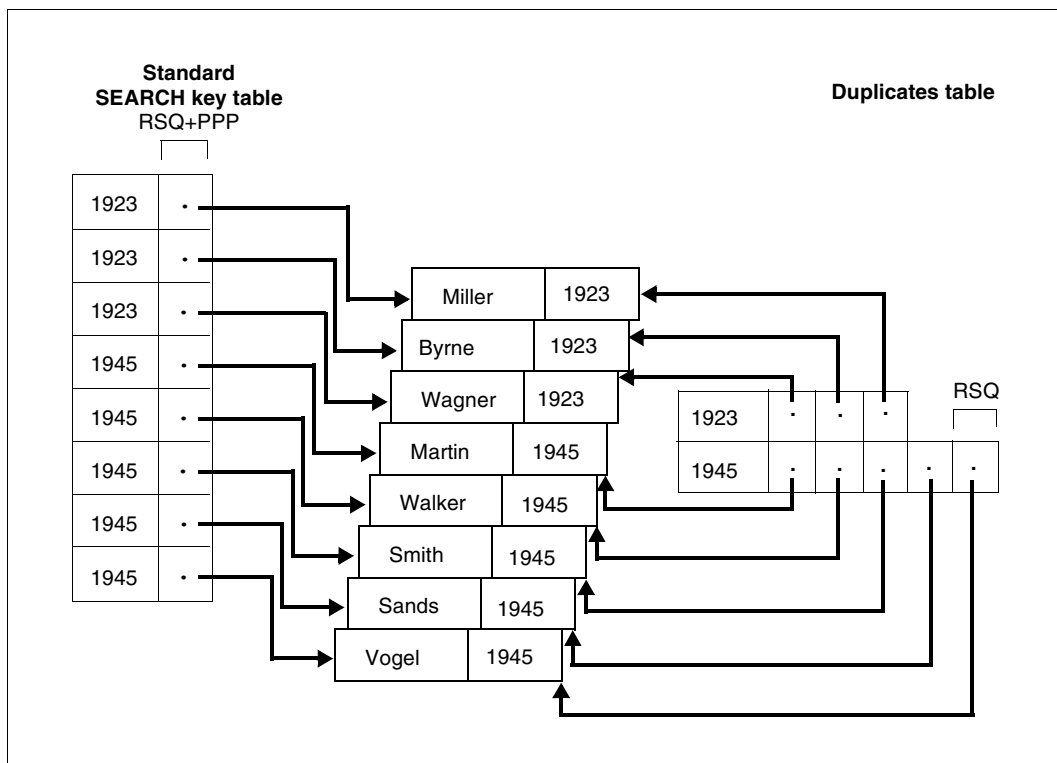 Standard
SEARCH key table
RSQ+PPP
1923
1923
1923
1945
1945
1945
1945
1945
Miller 1923
Byrne 1923
Wagner 1923
Martin 1945
Walker 1945
Smith 1945
Sands 1945
Vogel 1945
Duplicates table
RSQ
1923
1945